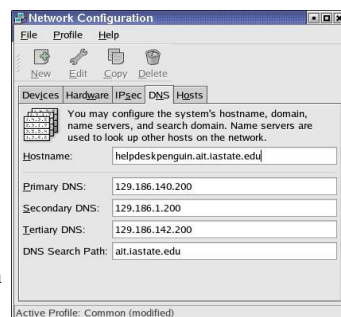 Network Configuration
File Profile Help
New Edit Copy Delete
Devices Hardware IPsec DNS Hosts
You may configure the system's hostname, domain,
name servers, and search domain. Name servers are
used to look up other hosts on the network.
Hostname: helpdeskpenguin.ait.iastate.edu
Primary DNS: 129.186.140.200
Secondary DNS: 129.186.1.200
Tertiary DNS: 129.186.142.200
DNS Search Path: ait.iastate.edu
Active Profile: Common (modified)